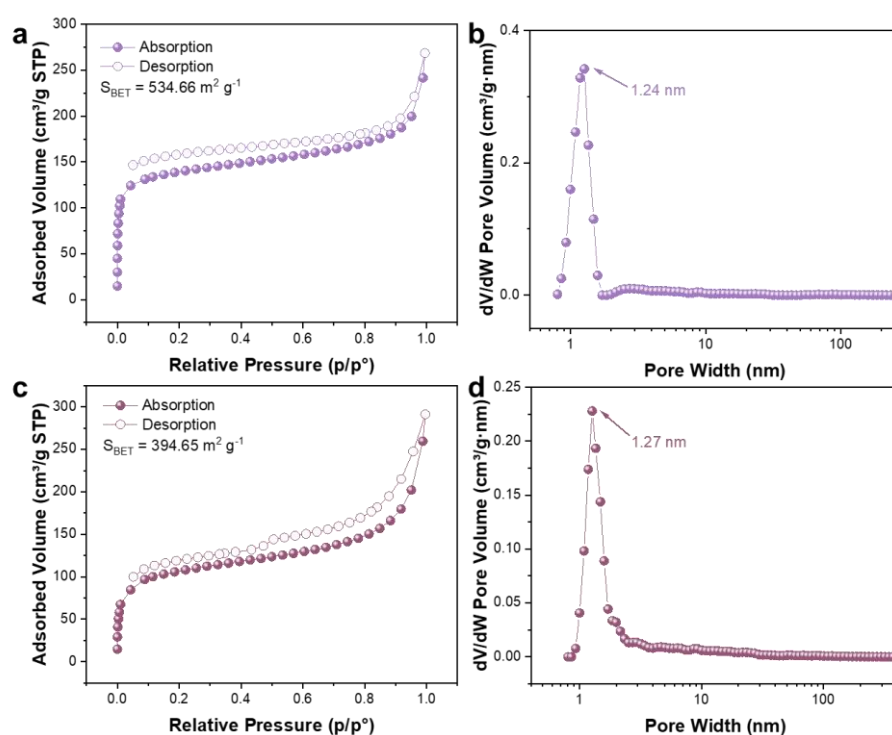 a
Absorption
Desorption
S_BET = 534.66 m² g⁻¹
Adsorbed Volume (cm³/g STP)
300
250
200
150
100
50
0
0.0 0.2 0.4 0.6 0.8 1.0
Relative Pressure (p/p°)
b
1.24 nm
dV/dW Pore Volume (cm³/g·nm)
0.4
0.2
0.0
1 10 100
Pore Width (nm)
c
Absorption
Desorption
S_BET = 394.65 m² g⁻¹
Adsorbed Volume (cm³/g STP)
300
250
200
150
100
50
0
0.0 0.2 0.4 0.6 0.8 1.0
Relative Pressure (p/p°)
d
1.27 nm
dV/dW Pore Volume (cm³/g·nm)
0.25
0.20
0.15
0.10
0.05
0.00
1 10 100
Pore Width (nm)